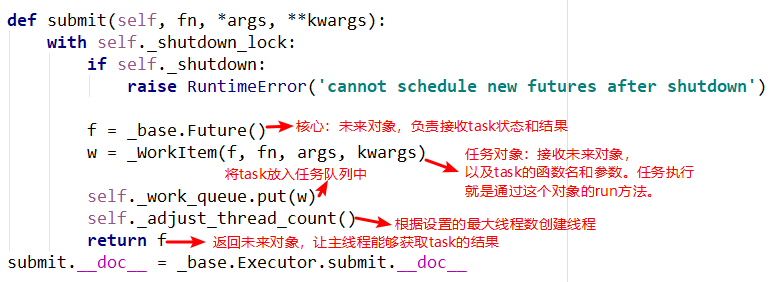 def submit(self, fn, *args, **kwargs):
with self._shutdown_lock:
if self._shutdown:
raise RuntimeError('cannot schedule new futures after shutdown')
f = _base.Future()
核心：未来对象，负责接收task状态和结果
w = _WorkItem(f, fn, args, kwargs)
任务对象：接收未来对象，
以及task的函数名和参数。任务执行
就是通过这个对象的run方法。
将task放入任务队列中
self._work_queue.put(w)
self._adjust_thread_count()
根据设置的最大线程数创建线程
return f
返回未来对象，让主线程能够获取task的结果
submit.__doc__ = _base.Executor.submit.__doc__